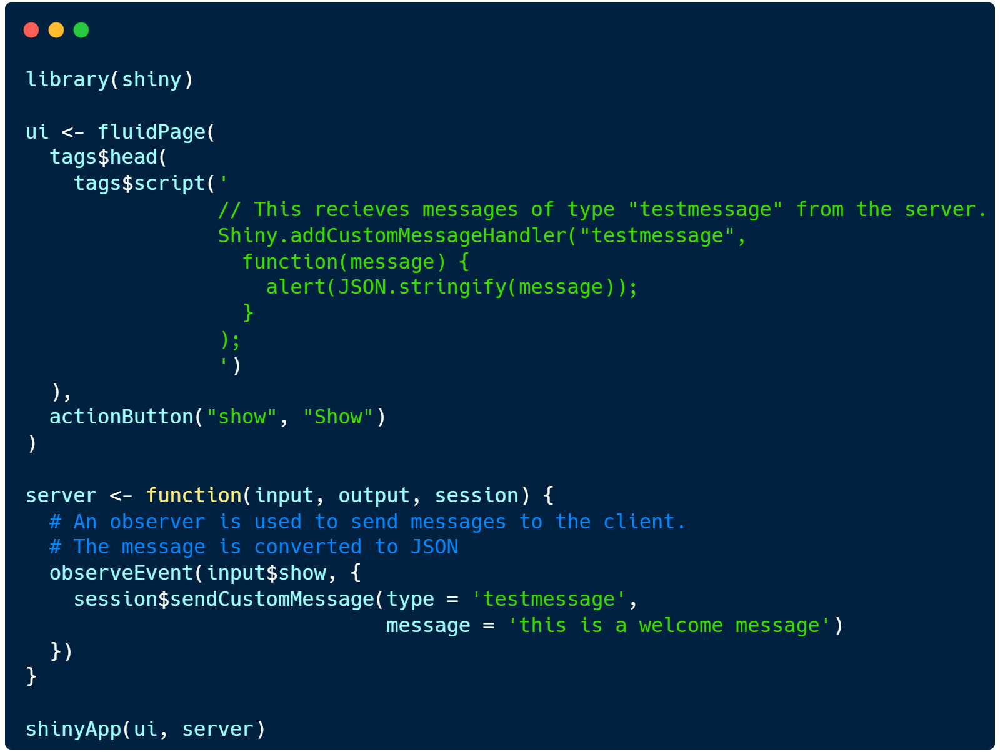 library(shiny)

ui <- fluidPage(
  tags$head(
    tags$script('
                // This recieves messages of type "testmessage" from the server.
                Shiny.addCustomMessageHandler("testmessage",
                  function(message) {
                    alert(JSON.stringify(message));
                  }
                );
                ')
  ),
  actionButton("show", "Show")
)

server <- function(input, output, session) {
  # An observer is used to send messages to the client.
  # The message is converted to JSON
  observeEvent(input$show, {
    session$sendCustomMessage(type = 'testmessage',
                              message = 'this is a welcome message')
  })
}

shinyApp(ui, server)